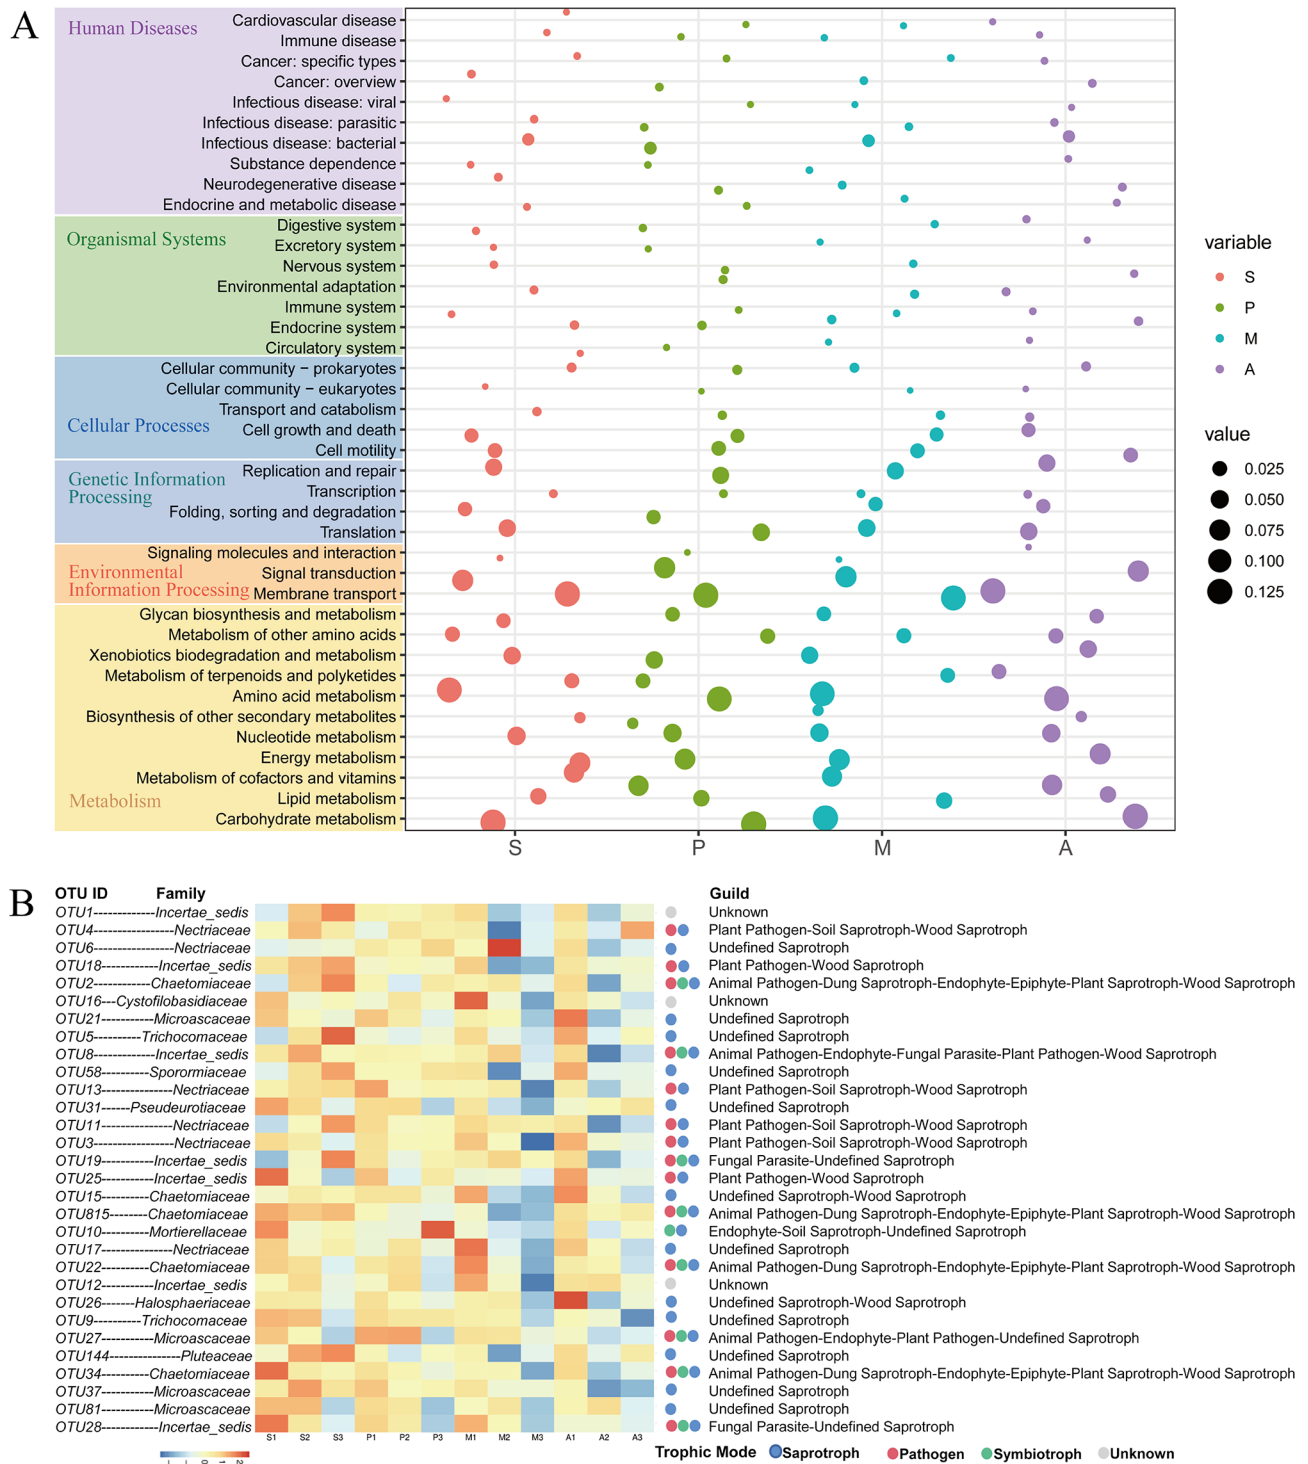 A
Human Diseases
Cardiovascular disease
Immune disease
Cancer: specific types
Cancer: overview
Infectious disease: viral
Infectious disease: parasitic
Infectious disease: bacterial
Substance dependence
Neurodegenerative disease
Endocrine and metabolic disease
Organismal Systems
Digestive system
Excretory system
Nervous system
Environmental adaptation
Immune system
Endocrine system
Circulatory system
Cellular Processes
Cellular community − prokaryotes
Cellular community − eukaryotes
Transport and catabolism
Cell growth and death
Cell motility
Genetic Information
Processing
Replication and repair
Transcription
Folding, sorting and degradation
Translation
Environmental
Information Processing
Signaling molecules and interaction
Signal transduction
Membrane transport
Metabolism
Glycan biosynthesis and metabolism
Metabolism of other amino acids
Xenobiotics biodegradation and metabolism
Metabolism of terpenoids and polyketides
Amino acid metabolism
Biosynthesis of other secondary metabolites
Nucleotide metabolism
Energy metabolism
Metabolism of cofactors and vitamins
Lipid metabolism
Carbohydrate metabolism
S P M A
variable
S
P
M
A
value
0.025
0.050
0.075
0.100
0.125
B
OTU ID Family Guild
OTU1-------------Incertae_sedis Unknown
OTU4-----------------Nectriaceae Plant Pathogen-Soil Saprotroph-Wood Saprotroph
OTU6-----------------Nectriaceae Undefined Saprotroph
OTU18------------Incertae_sedis Plant Pathogen-Wood Saprotroph
OTU2------------Chaetomiaceae Animal Pathogen-Dung Saprotroph-Endophyte-Epiphyte-Plant Saprotroph-Wood Saprotroph
OTU16---Cystofilobasidiaceae Unknown
OTU21-----------Microascaceae Undefined Saprotroph
OTU5----------Trichocomaceae Undefined Saprotroph
OTU8-------------Incertae_sedis Animal Pathogen-Endophyte-Fungal Parasite-Plant Pathogen-Wood Saprotroph
OTU58----------Sporormiaceae Undefined Saprotroph
OTU13---------------Nectriaceae Plant Pathogen-Soil Saprotroph-Wood Saprotroph
OTU31------Pseudeurotiaceae Undefined Saprotroph
OTU11---------------Nectriaceae Plant Pathogen-Soil Saprotroph-Wood Saprotroph
OTU3-----------------Nectriaceae Plant Pathogen-Soil Saprotroph-Wood Saprotroph
OTU19-----------Incertae_sedis Fungal Parasite-Undefined Saprotroph
OTU25-----------Incertae_sedis Plant Pathogen-Wood Saprotroph
OTU15----------Chaetomiaceae Undefined Saprotroph-Wood Saprotroph
OTU815--------Chaetomiaceae Animal Pathogen-Dung Saprotroph-Endophyte-Epiphyte-Plant Saprotroph-Wood Saprotroph
OTU10----------Mortierellaceae Endophyte-Soil Saprotroph-Undefined Saprotroph
OTU17---------------Nectriaceae Undefined Saprotroph
OTU22----------Chaetomiaceae Animal Pathogen-Dung Saprotroph-Endophyte-Epiphyte-Plant Saprotroph-Wood Saprotroph
OTU12-----------Incertae_sedis Unknown
OTU26-------Halosphaeriaceae Undefined Saprotroph-Wood Saprotroph
OTU9----------Trichocomaceae Undefined Saprotroph
OTU27-----------Microascaceae Animal Pathogen-Endophyte-Plant Pathogen-Undefined Saprotroph
OTU144---------------Pluteaceae Undefined Saprotroph
OTU34----------Chaetomiaceae Animal Pathogen-Dung Saprotroph-Endophyte-Epiphyte-Plant Saprotroph-Wood Saprotroph
OTU37-----------Microascaceae Undefined Saprotroph
OTU81-----------Microascaceae Undefined Saprotroph
OTU28-----------Incertae_sedis Fungal Parasite-Undefined Saprotroph
S1 S2 S3 P1 P2 P3 M1 M2 M3 A1 A2 A3
0 1 2
Trophic Mode Saprotroph Pathogen Symbiotroph Unknown